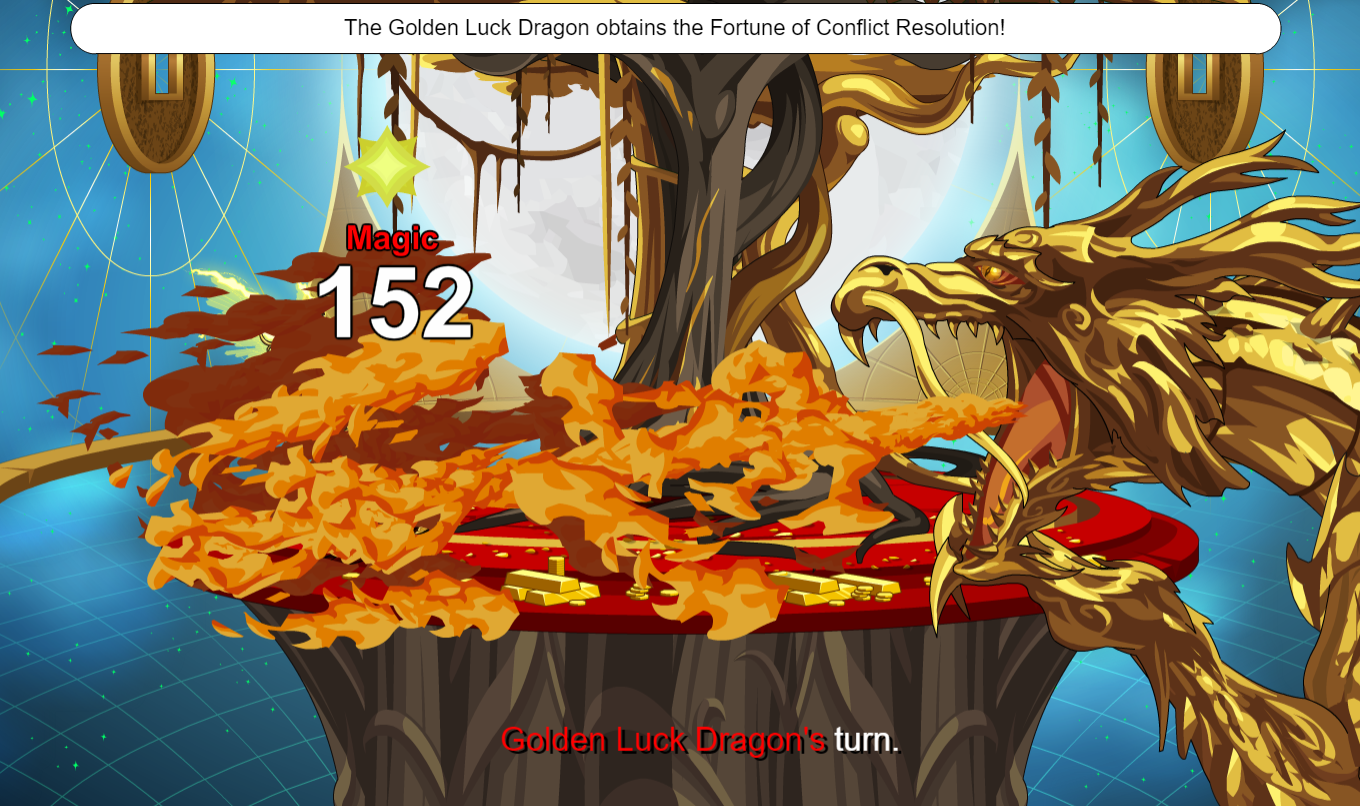 The Golden Luck Dragon obtains the Fortune of Conflict Resolution!
Magic
152
Golden Luck Dragon's turn.